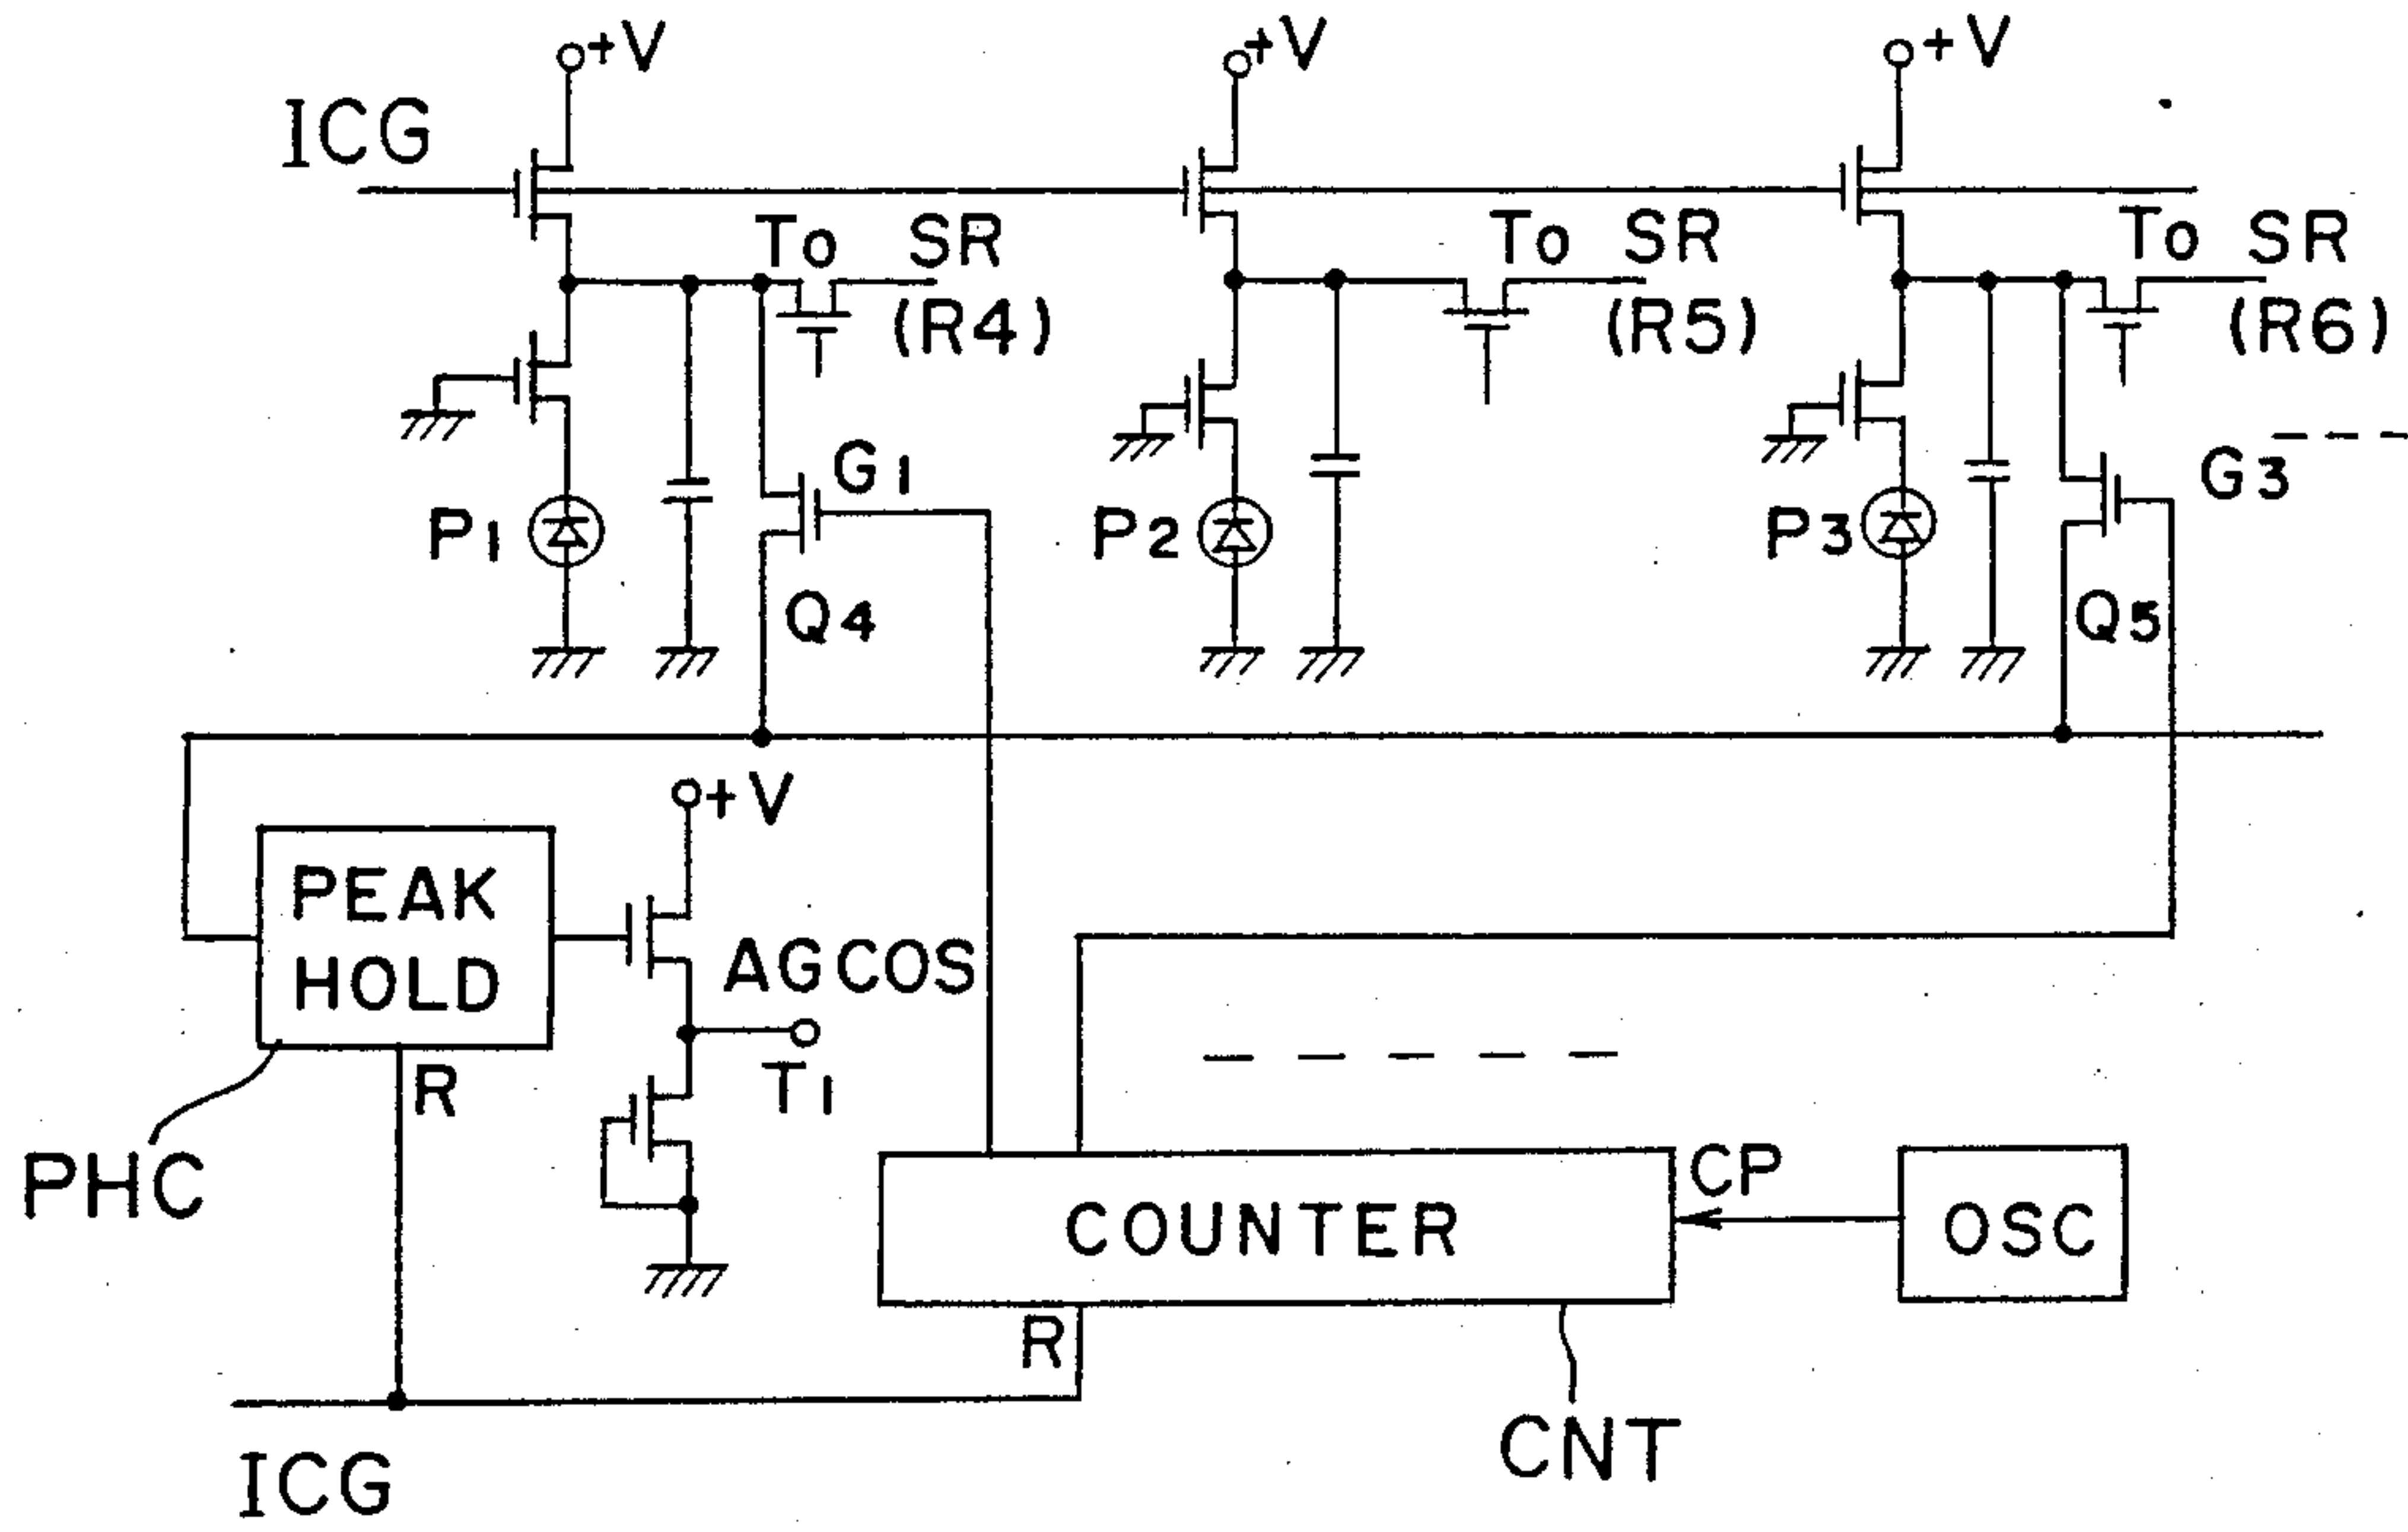 +V +V +V
ICG
To SR
(R4)
To SR
(R5)
To SR
(R6)
G1
G3
P1
P2
P3
Q4
Q5
+V
PEAK
HOLD
AGCOS
R
T1
PHC
CP
COUNTER
OSC
R
CNT
ICG